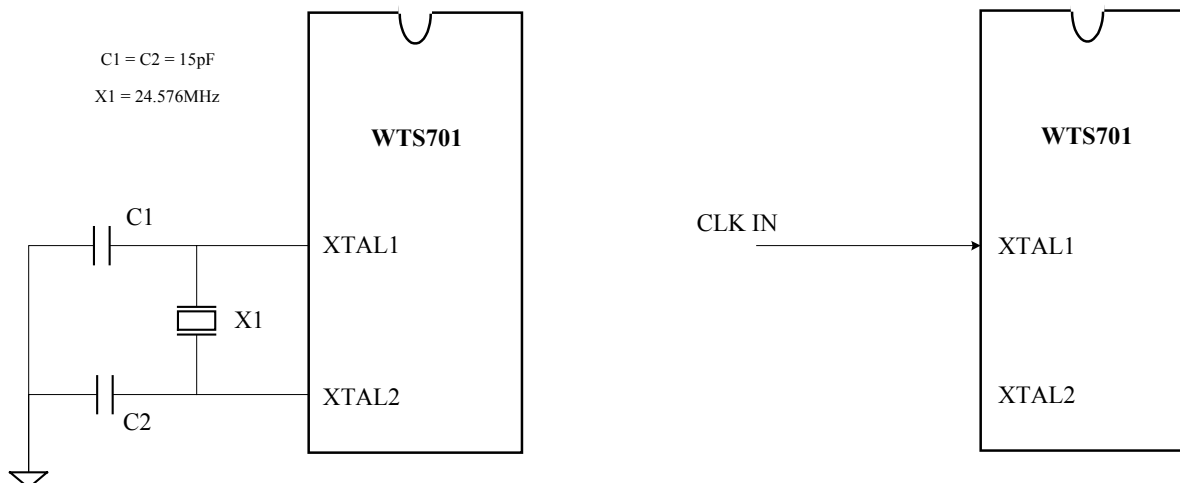 C1 = C2 = 15pF
X1 = 24.576MHz
WTS701
C1
XTAL1
X1
XTAL2
C2
WTS701
CLK IN
XTAL1
XTAL2